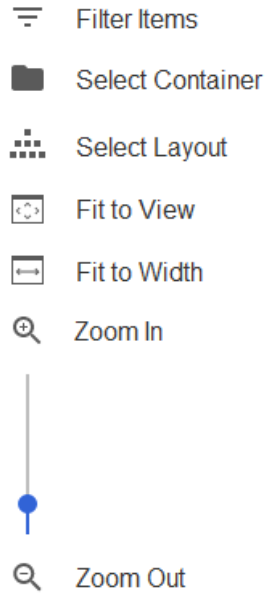 Filter Items
Select Container
Select Layout
Fit to View
Fit to Width
Zoom In
Zoom Out